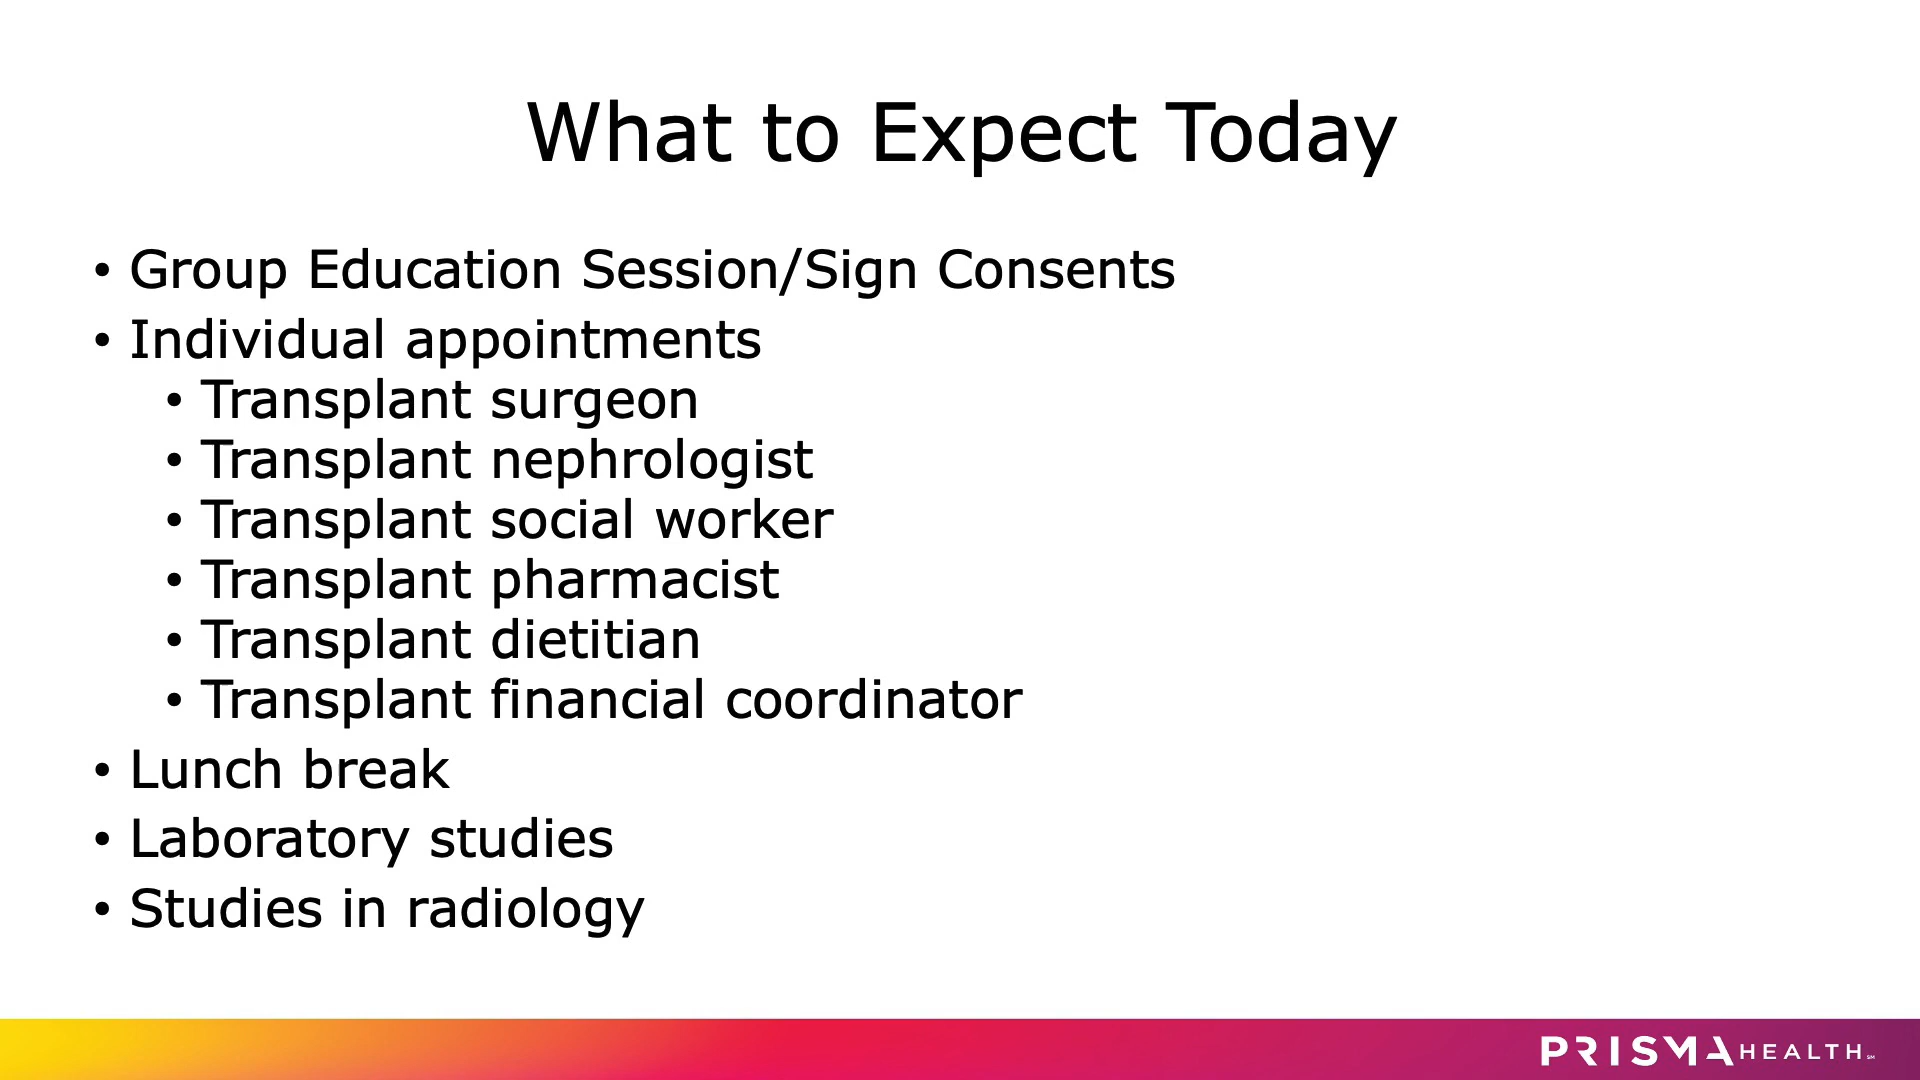 What to Expect Today
• Group Education Session/Sign Consents
• Individual appointments
• Transplant surgeon
• Transplant nephrologist
• Transplant social worker
• Transplant pharmacist
• Transplant dietitian
• Transplant financial coordinator
• Lunch break
• Laboratory studies
• Studies in radiology
PRISMA HEALTH℠